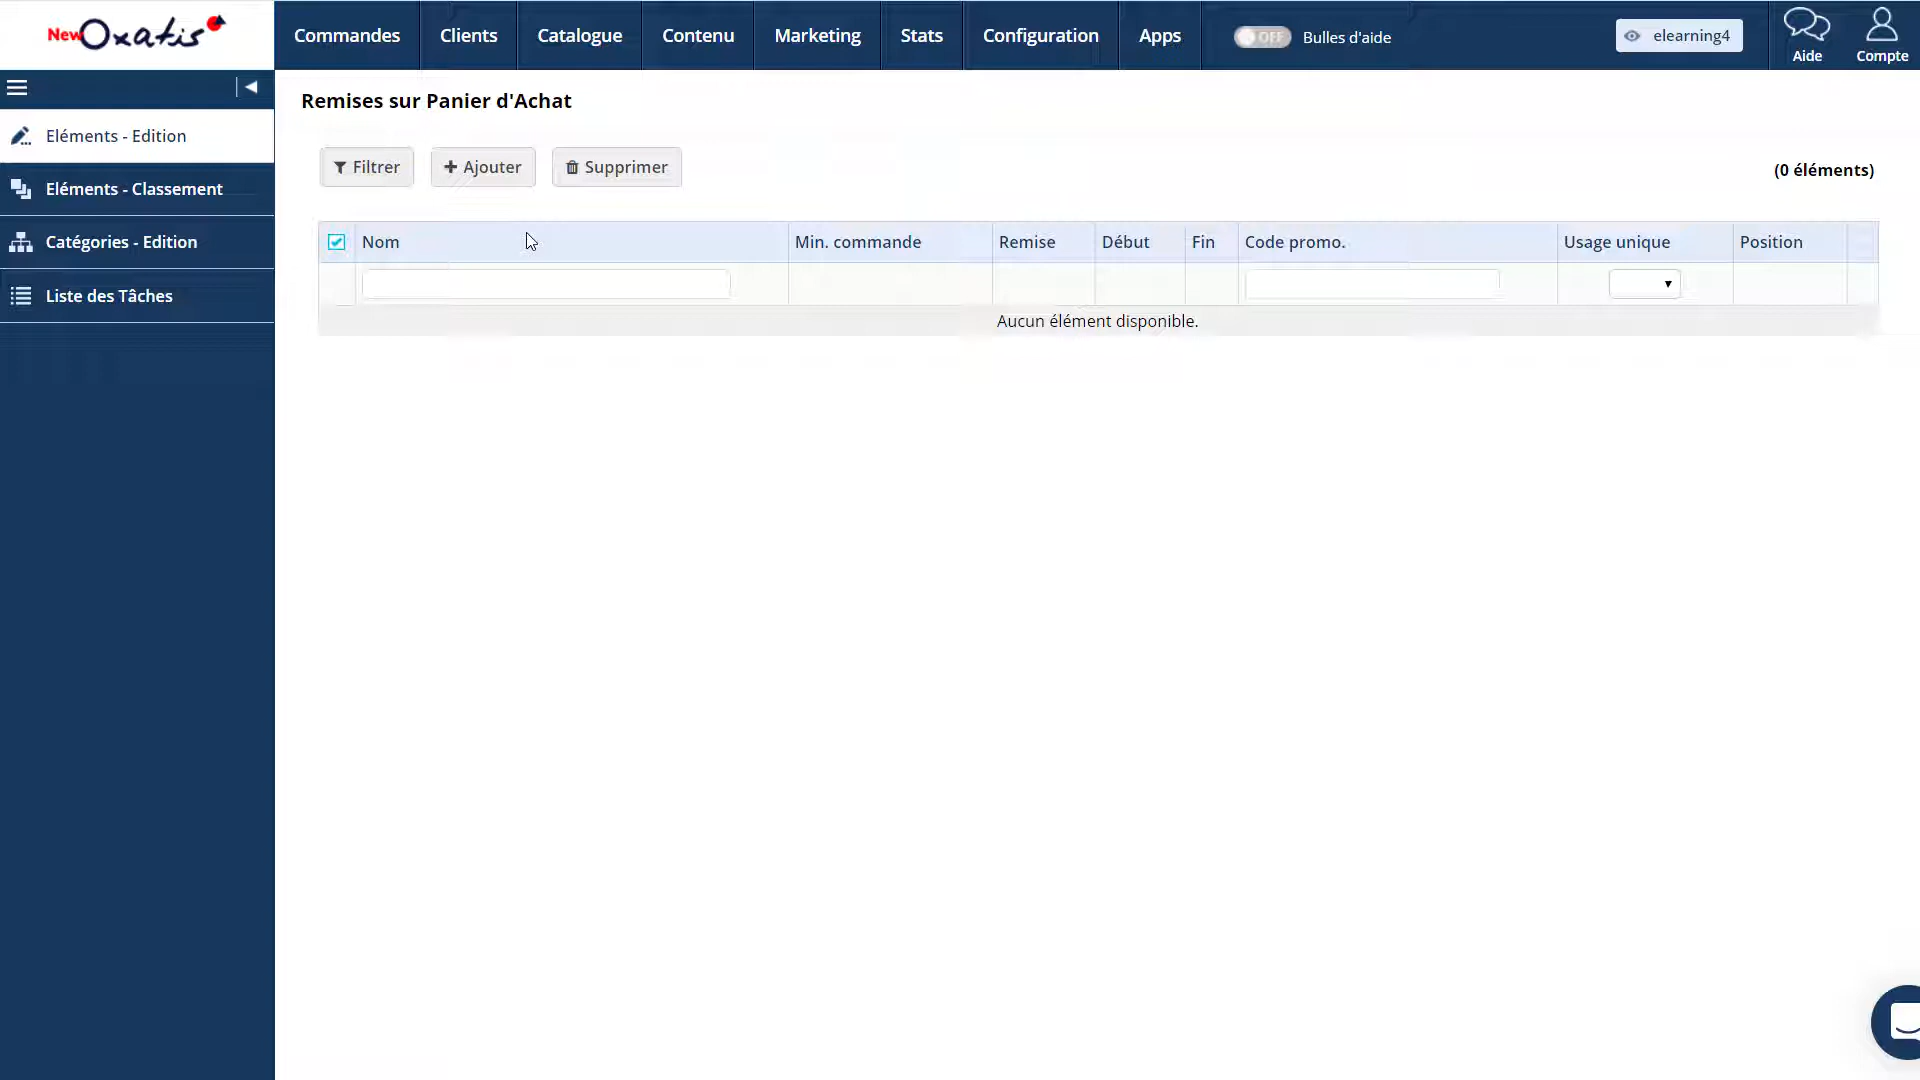 New Oxatis
Commandes
Clients
Catalogue
Contenu
Marketing
Stats
Configuration
Apps
OFF
Bulles d'aide
elearning4
Aide
Compte
Eléments - Edition
Eléments - Classement
Catégories - Edition
Liste des Tâches
Remises sur Panier d'Achat
Filtrer
Ajouter
Supprimer
(0 éléments)
Nom
Min. commande
Remise
Début
Fin
Code promo.
Usage unique
Position
Aucun élément disponible.